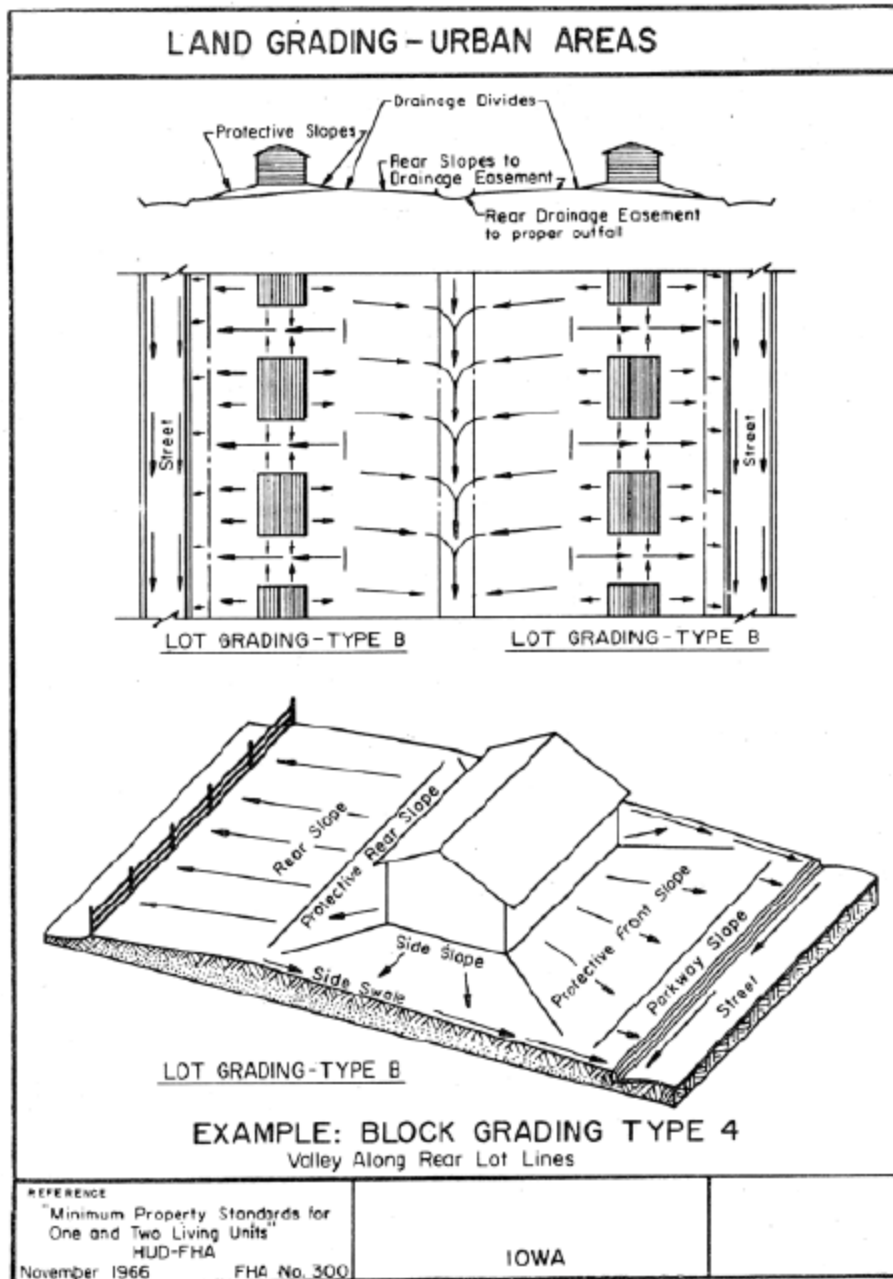 LAND GRADING - URBAN AREAS
Drainage Divides
Protective Slopes
Rear Slopes to
Drainage Easement
Rear Drainage Easement
to proper outfall
Street
Street
LOT GRADING-TYPE B
LOT GRADING-TYPE B
Rear Slope
Protective Rear Slope
Side Slope
Side Swale
Protective Front Slope
Parkway Slope
Street
LOT GRADING-TYPE B
EXAMPLE: BLOCK GRADING TYPE 4
Valley Along Rear Lot Lines
REFERENCE
"Minimum Property Standards for
One and Two Living Units"
HUD-FHA
November 1966 FHA No. 300
IOWA